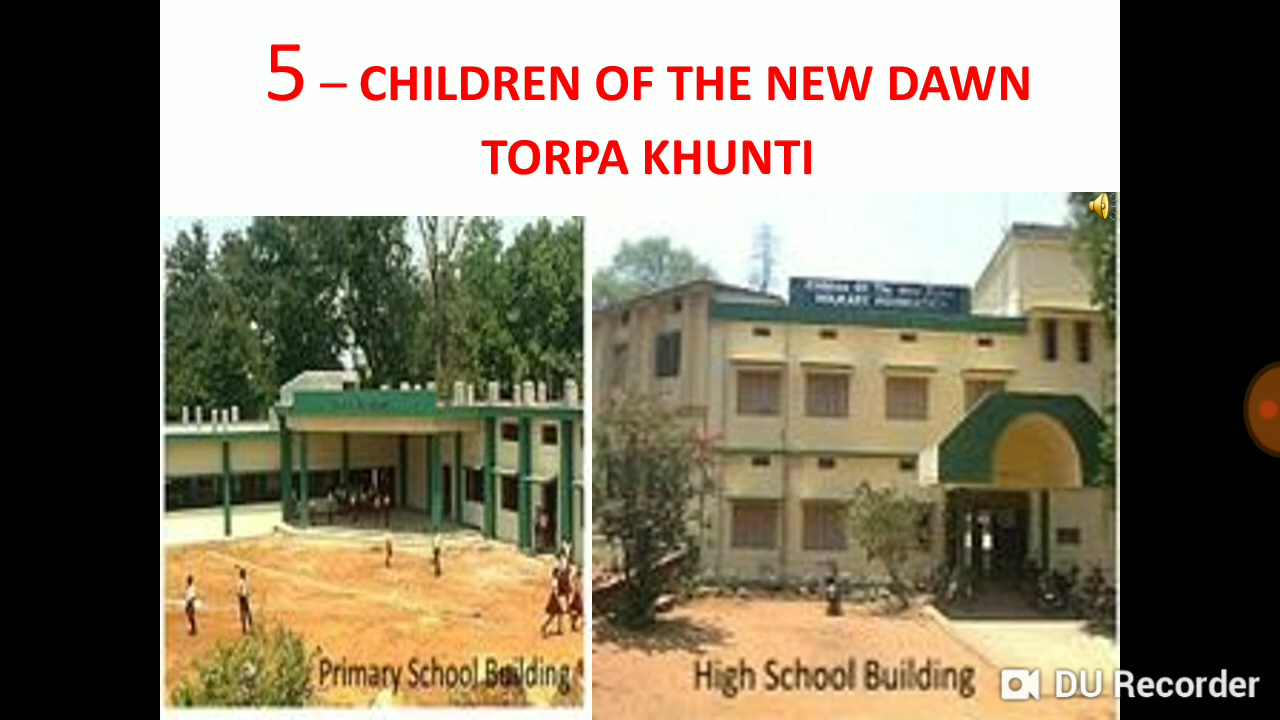 5 – CHILDREN OF THE NEW DAWN
TORPA KHUNTI
Primary School Building
High School Building
DU Recorder